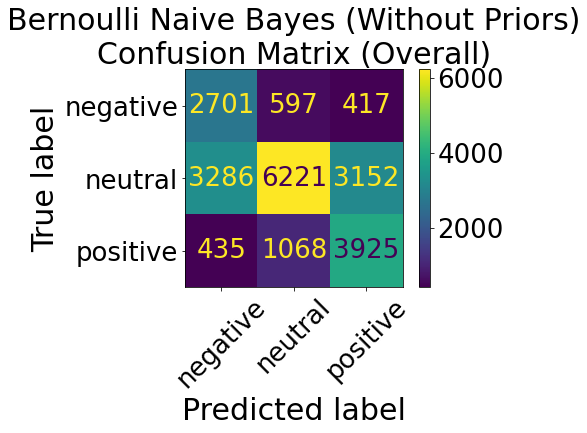 Bernoulli Naive Bayes (Without Priors)
Confusion Matrix (Overall)
True label
negative 2701 597 417
neutral 3286 6221 3152
positive 435 1068 3925
6000
4000
2000
negative neutral positive
Predicted label